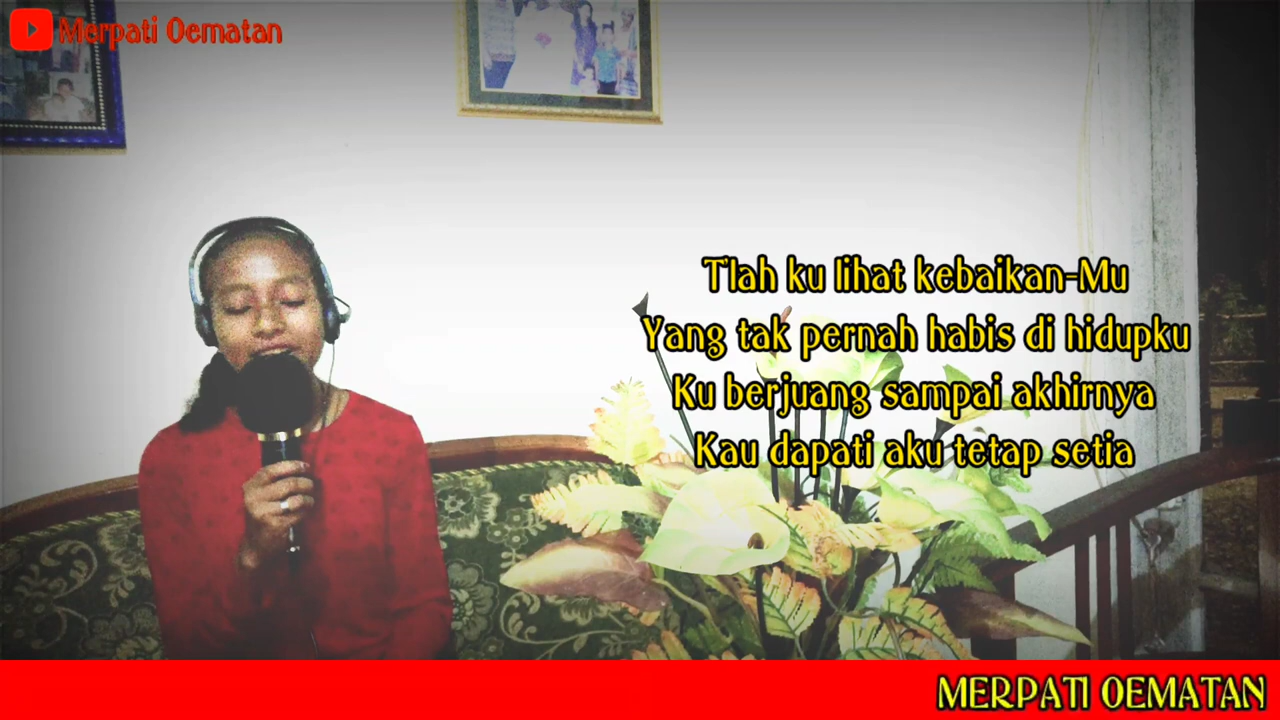 Merpati Oematan
T'lah ku lihat kebaikan-Mu
Yang tak pernah habis di hidupku
Ku berjuang sampai akhirnya
Kau dapati aku tetap setia
MERPATI OEMATAN